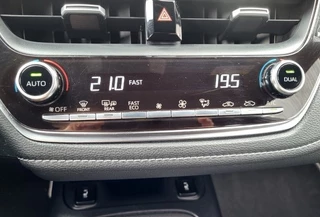 AUTO
21.0 FAST
19.5
DUAL
OFF
FRONT
REAR
FAST
ECO
A/C